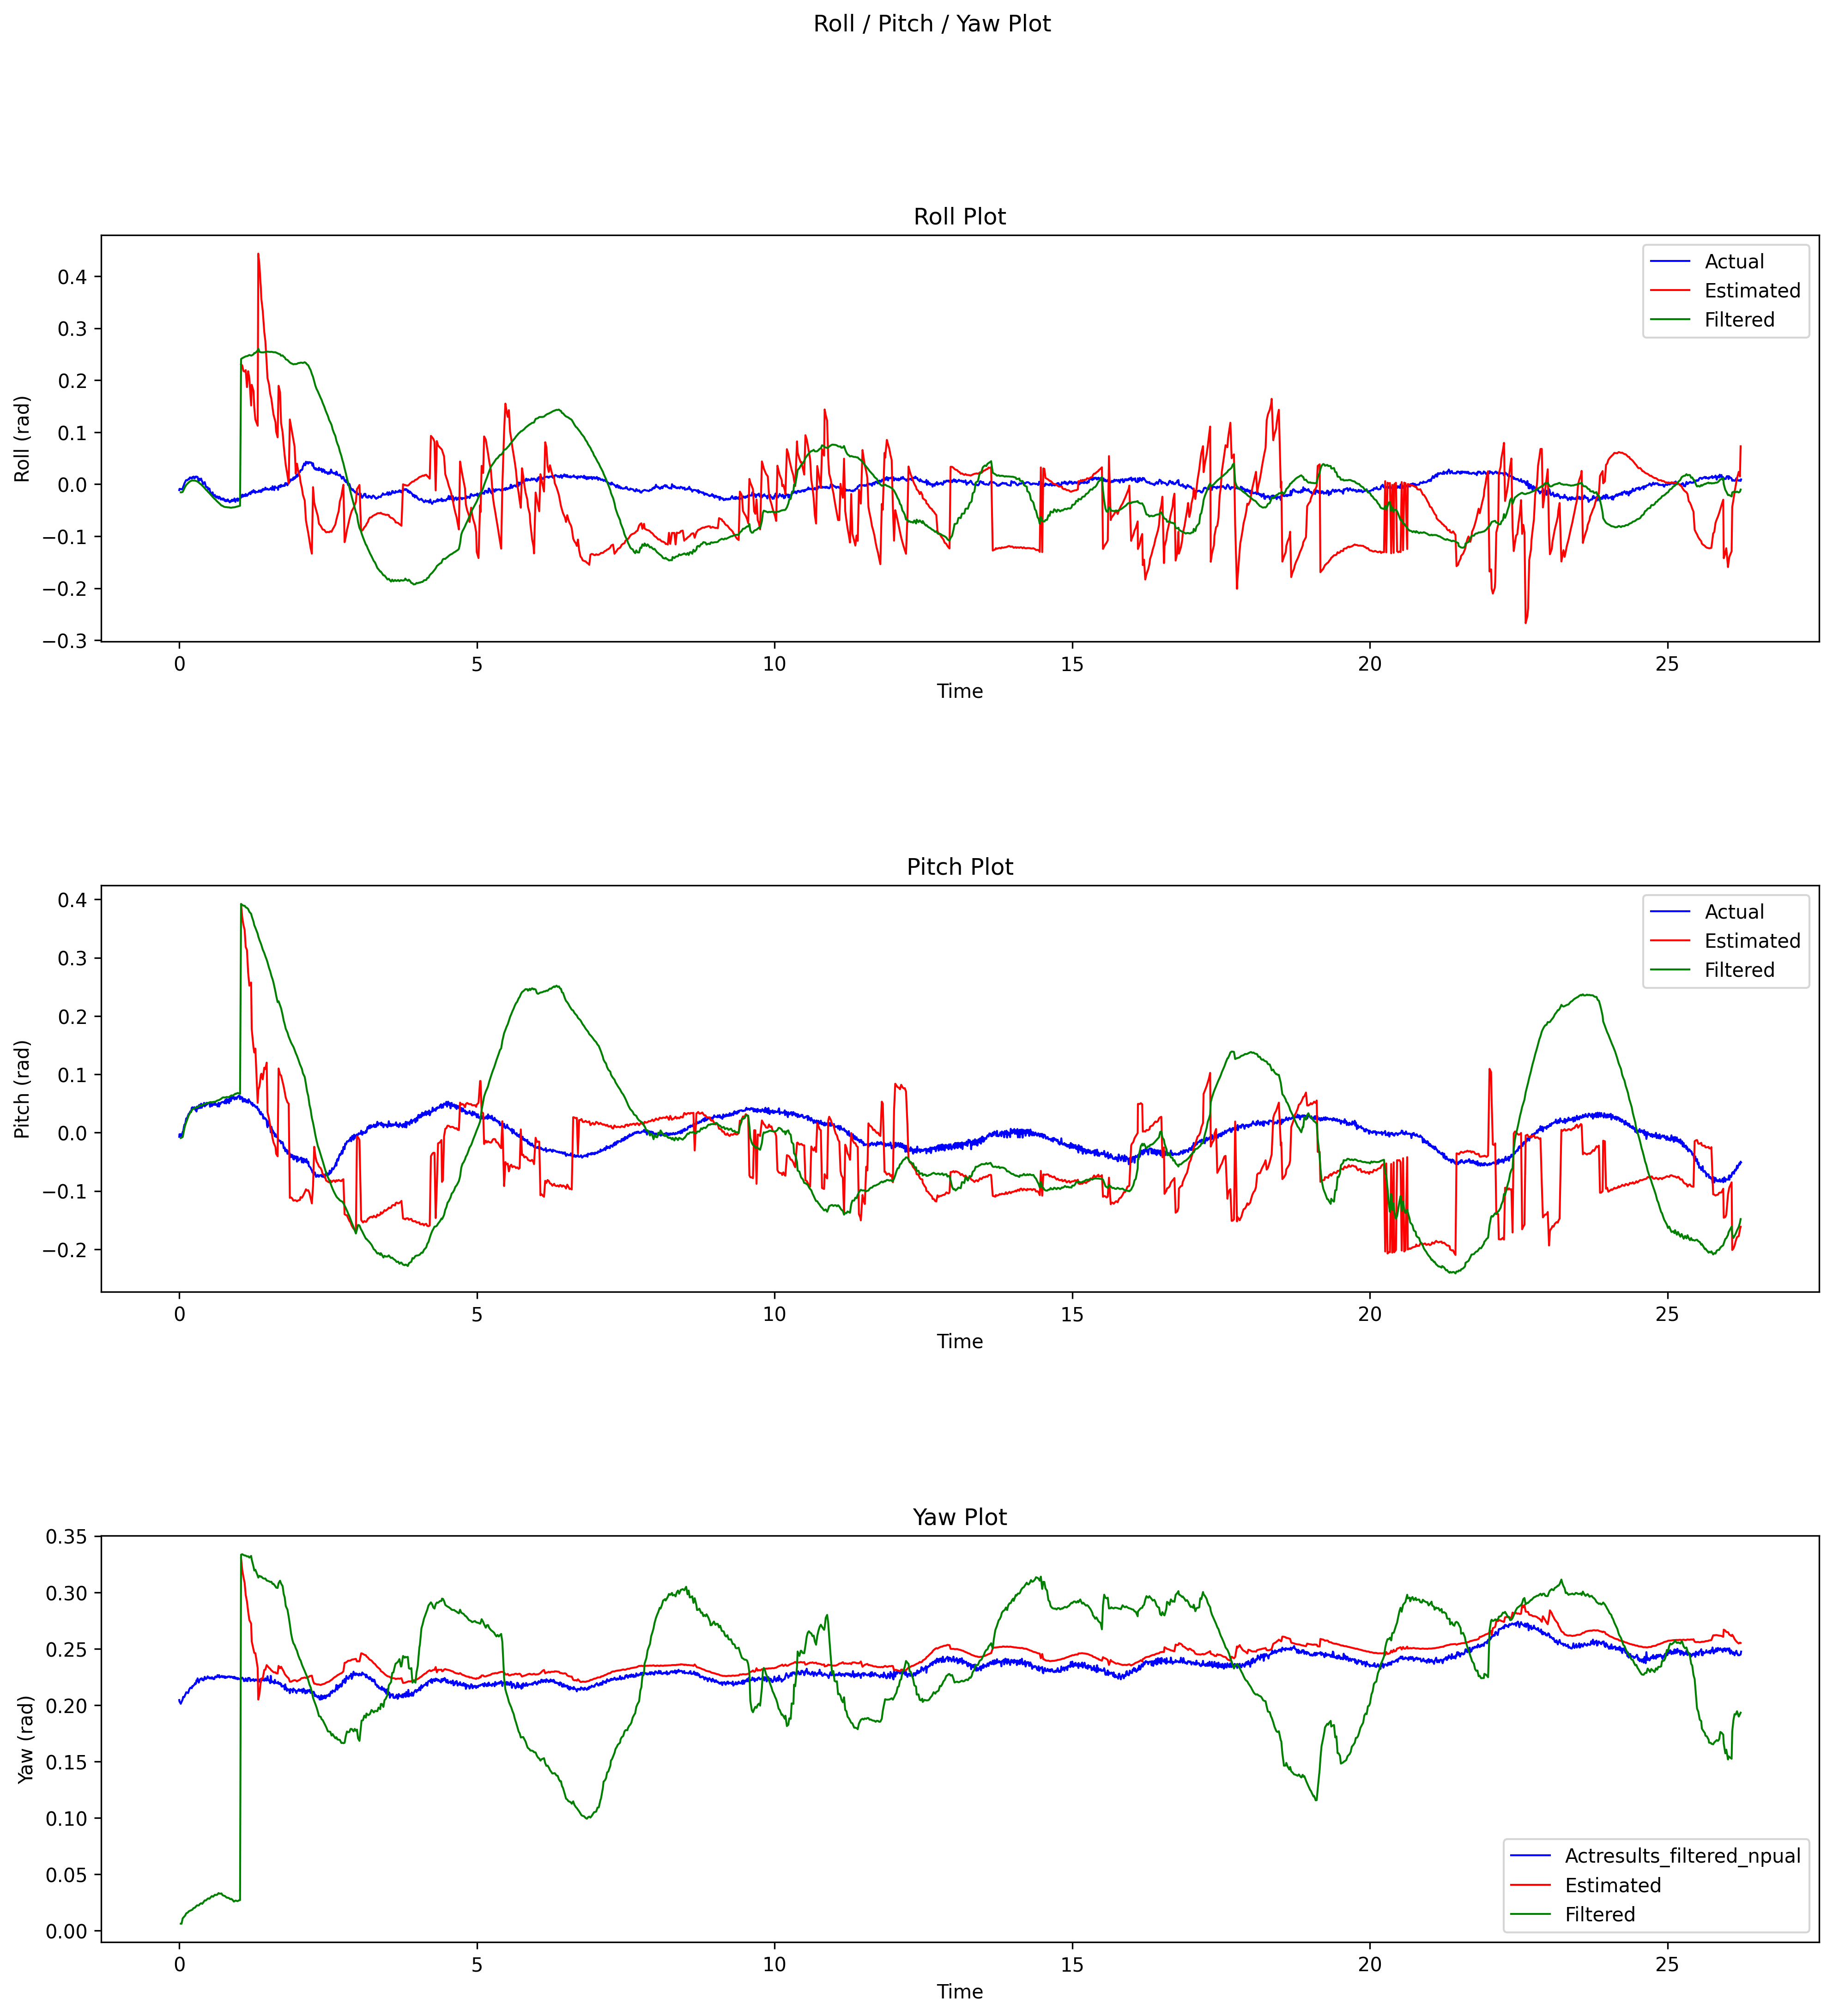 Roll / Pitch / Yaw Plot
Roll Plot
Roll (rad)
0.4
0.3
0.2
0.1
0.0
−0.1
−0.2
−0.3
Actual
Estimated
Filtered
0 5 10 15 20 25
Time
Pitch Plot
Pitch (rad)
0.4
0.3
0.2
0.1
0.0
−0.1
−0.2
Actual
Estimated
Filtered
0 5 10 15 20 25
Time
Yaw Plot
Yaw (rad)
0.35
0.30
0.25
0.20
0.15
0.10
0.05
0.00
Actresults_filtered_npual
Estimated
Filtered
0 5 10 15 20 25
Time